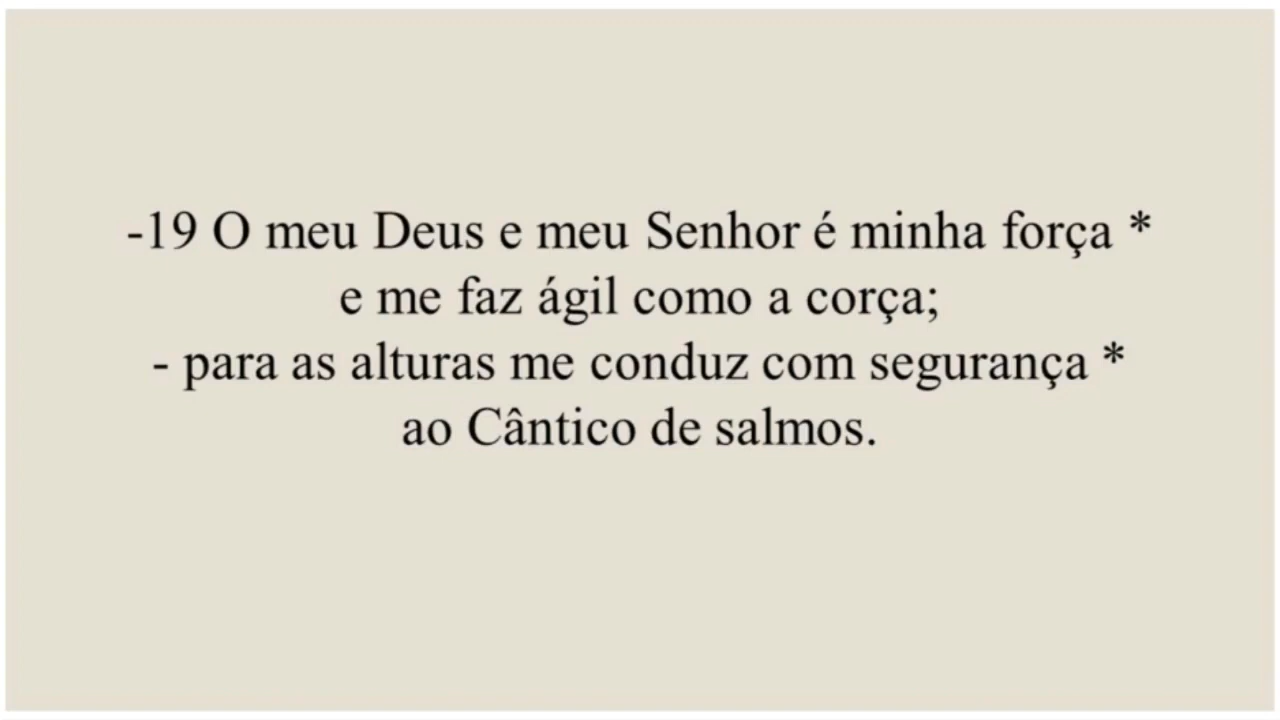 -19 O meu Deus e meu Senhor é minha força *
e me faz ágil como a corça;
- para as alturas me conduz com segurança *
ao Cântico de salmos.